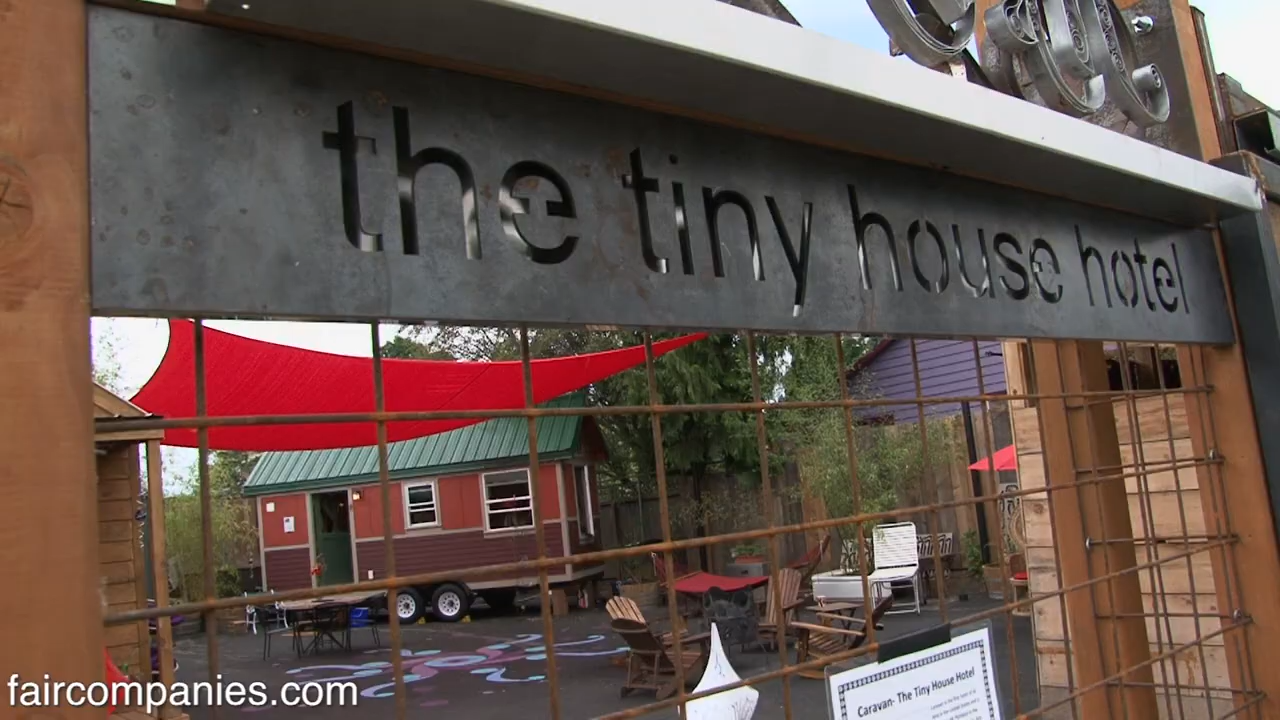 the tiny house hotel
Caravan- The Tiny House Hotel
faircompanies.com